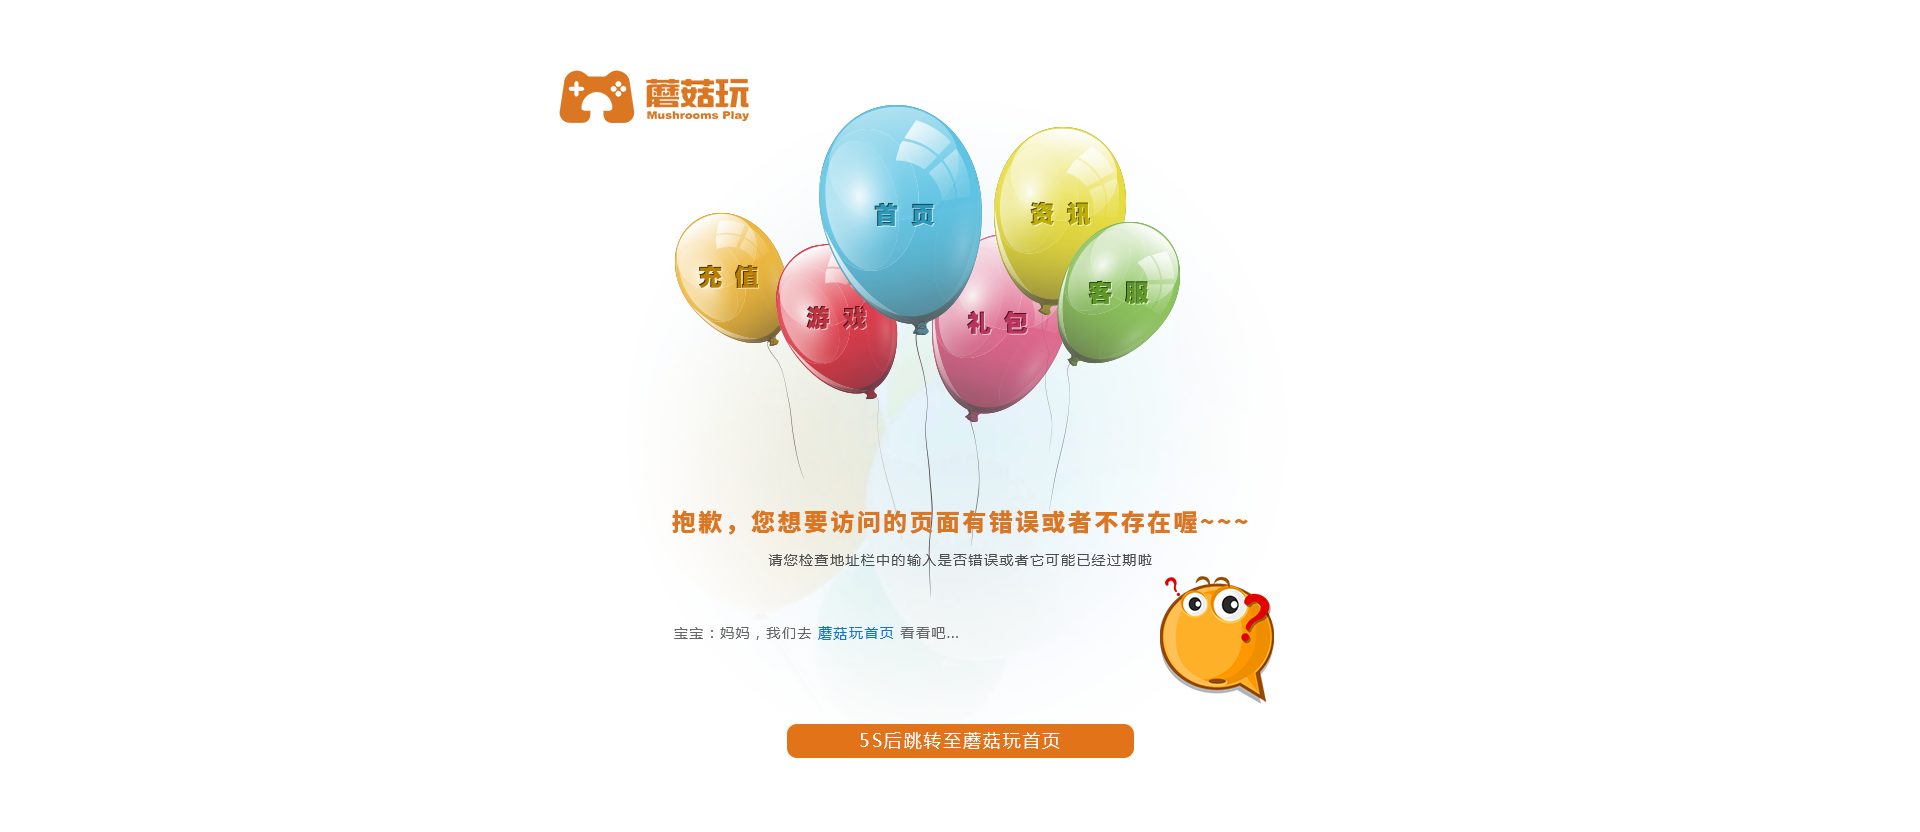 蘑菇玩
Mushrooms Play
首页
资讯
充值
客服
游戏
礼包
抱歉，您想要访问的页面有错误或者不存在喔~~~
请您检查地址栏中的输入是否错误或者它可能已经过期啦
宝宝：妈妈，我们去 蘑菇玩首页 看看吧...
5S后跳转至蘑菇玩首页